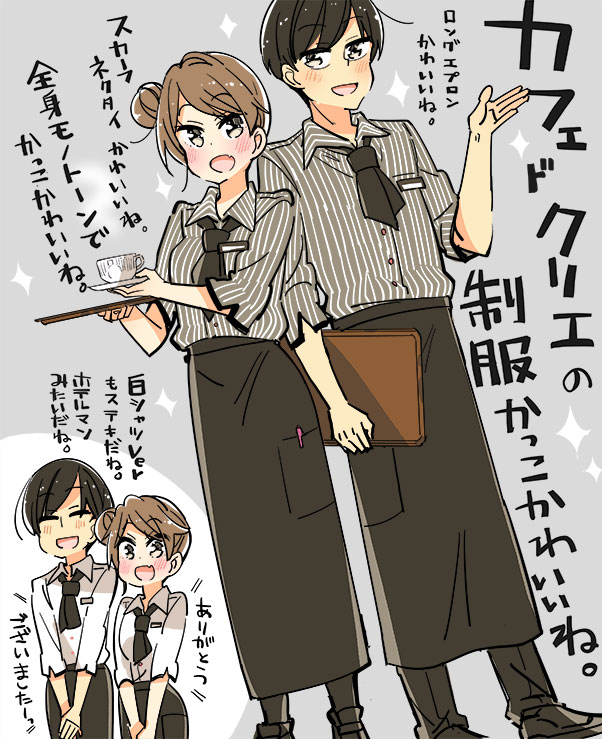 カフェド クリエの
制服 かっこかわいいね。
ロングエプロン
かわいいね。
スカーフ
ネクタイ かわいいね。
全身モノトーンで
かっこかわいいね。
白シャツver
もステキだね。
ホテルマン
みたいだね。
ありがとう
ございましたーっ